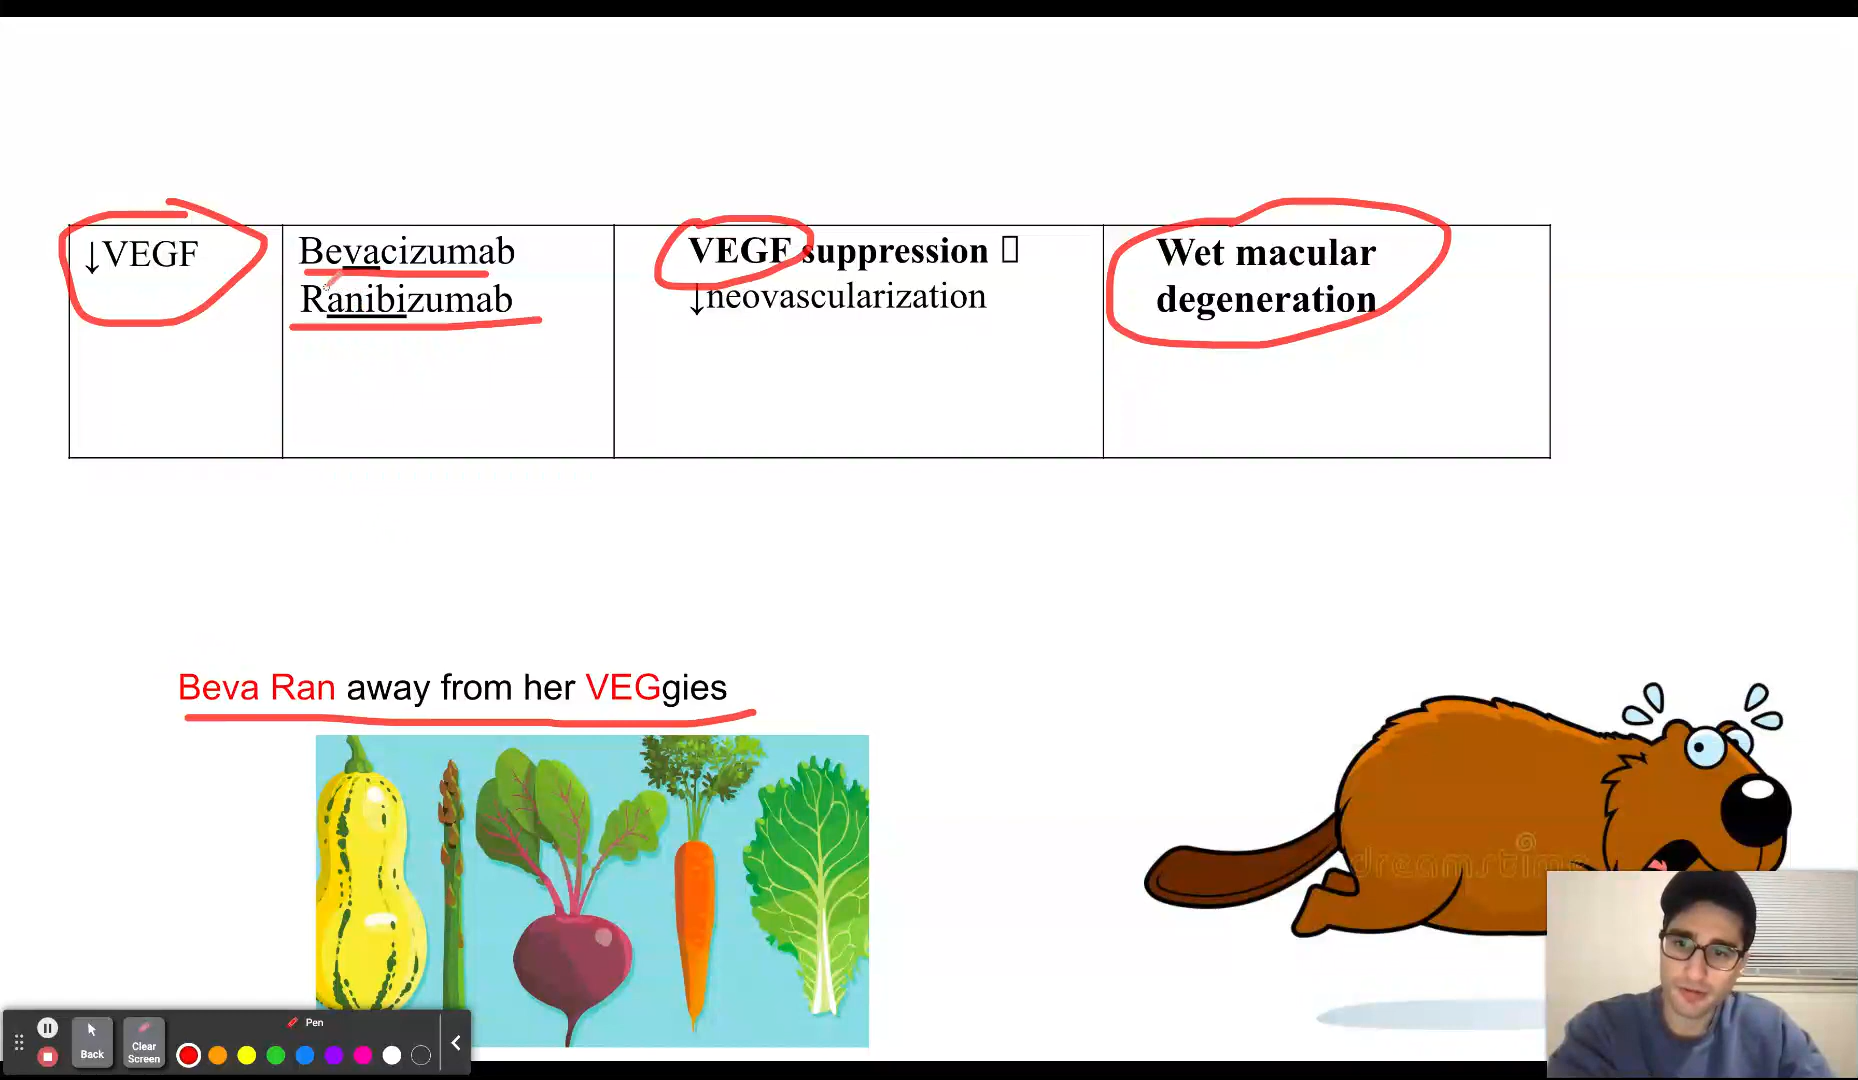 ↓VEGF
Bevacizumab
Ranibizumab
VEGF suppression
↓neovascularization
Wet macular
degeneration
Beva Ran away from her VEGgies
dreamstime
Pen
Back
Clear
Screen